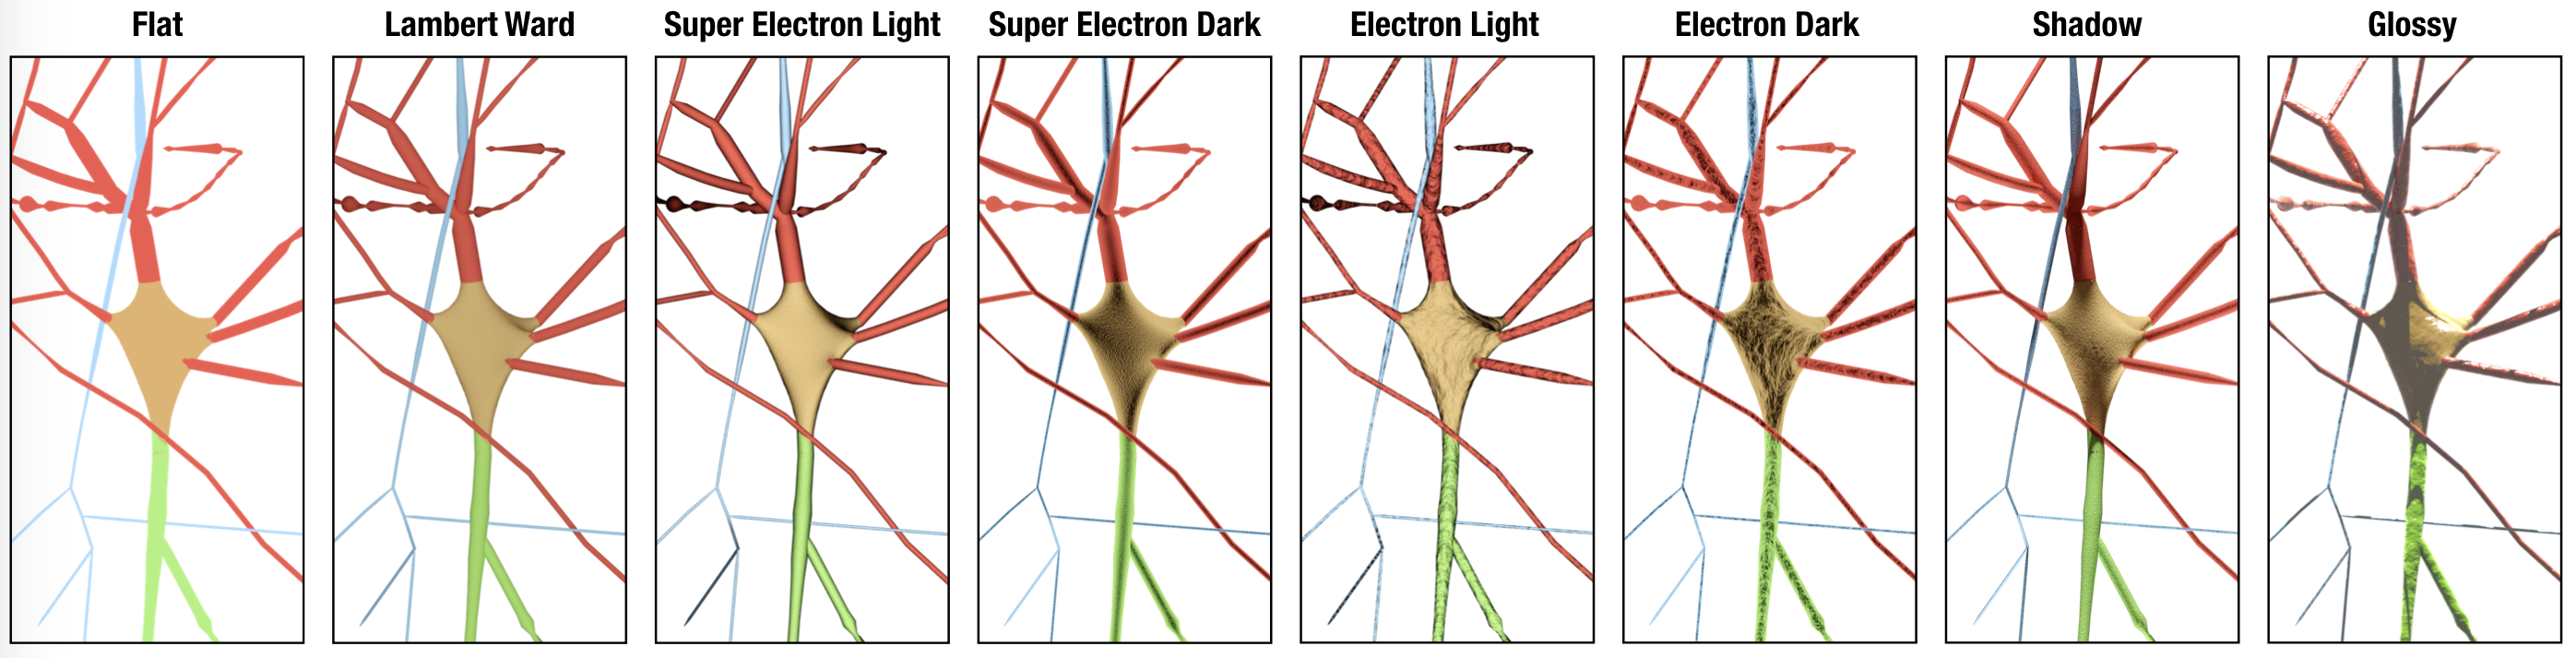 Flat
Lambert Ward
Super Electron Light
Super Electron Dark
Electron Light
Electron Dark
Shadow
Glossy